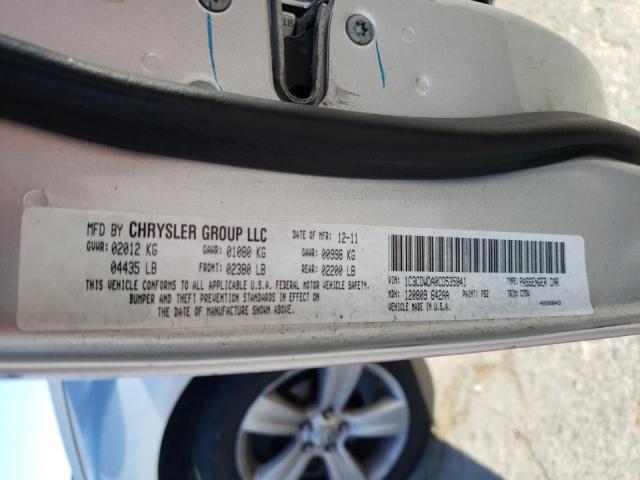 MFD BY CHRYSLER GROUP LLC DATE OF MFR: 12-11
GVWR: 02012 KG GAWR: 01080 KG GAWR: 00998 KG
04435 LB FRONT: 02380 LB REAR: 02200 LB
THIS VEHICLE CONFORMS TO ALL APPLICABLE U.S.A. FEDERAL MOTOR VEHICLE SAFETY,
BUMPER AND THEFT PREVENTION STANDARDS IN EFFECT ON
THE DATE OF MANUFACTURE SHOWN ABOVE.
VIN: 1C3CDWDA0CD535041 TYPE: PASSENGER CAR
MDH: 120809 642AA PAINT: PS2 TRIM:
VEHICLE MADE IN U.S.A.